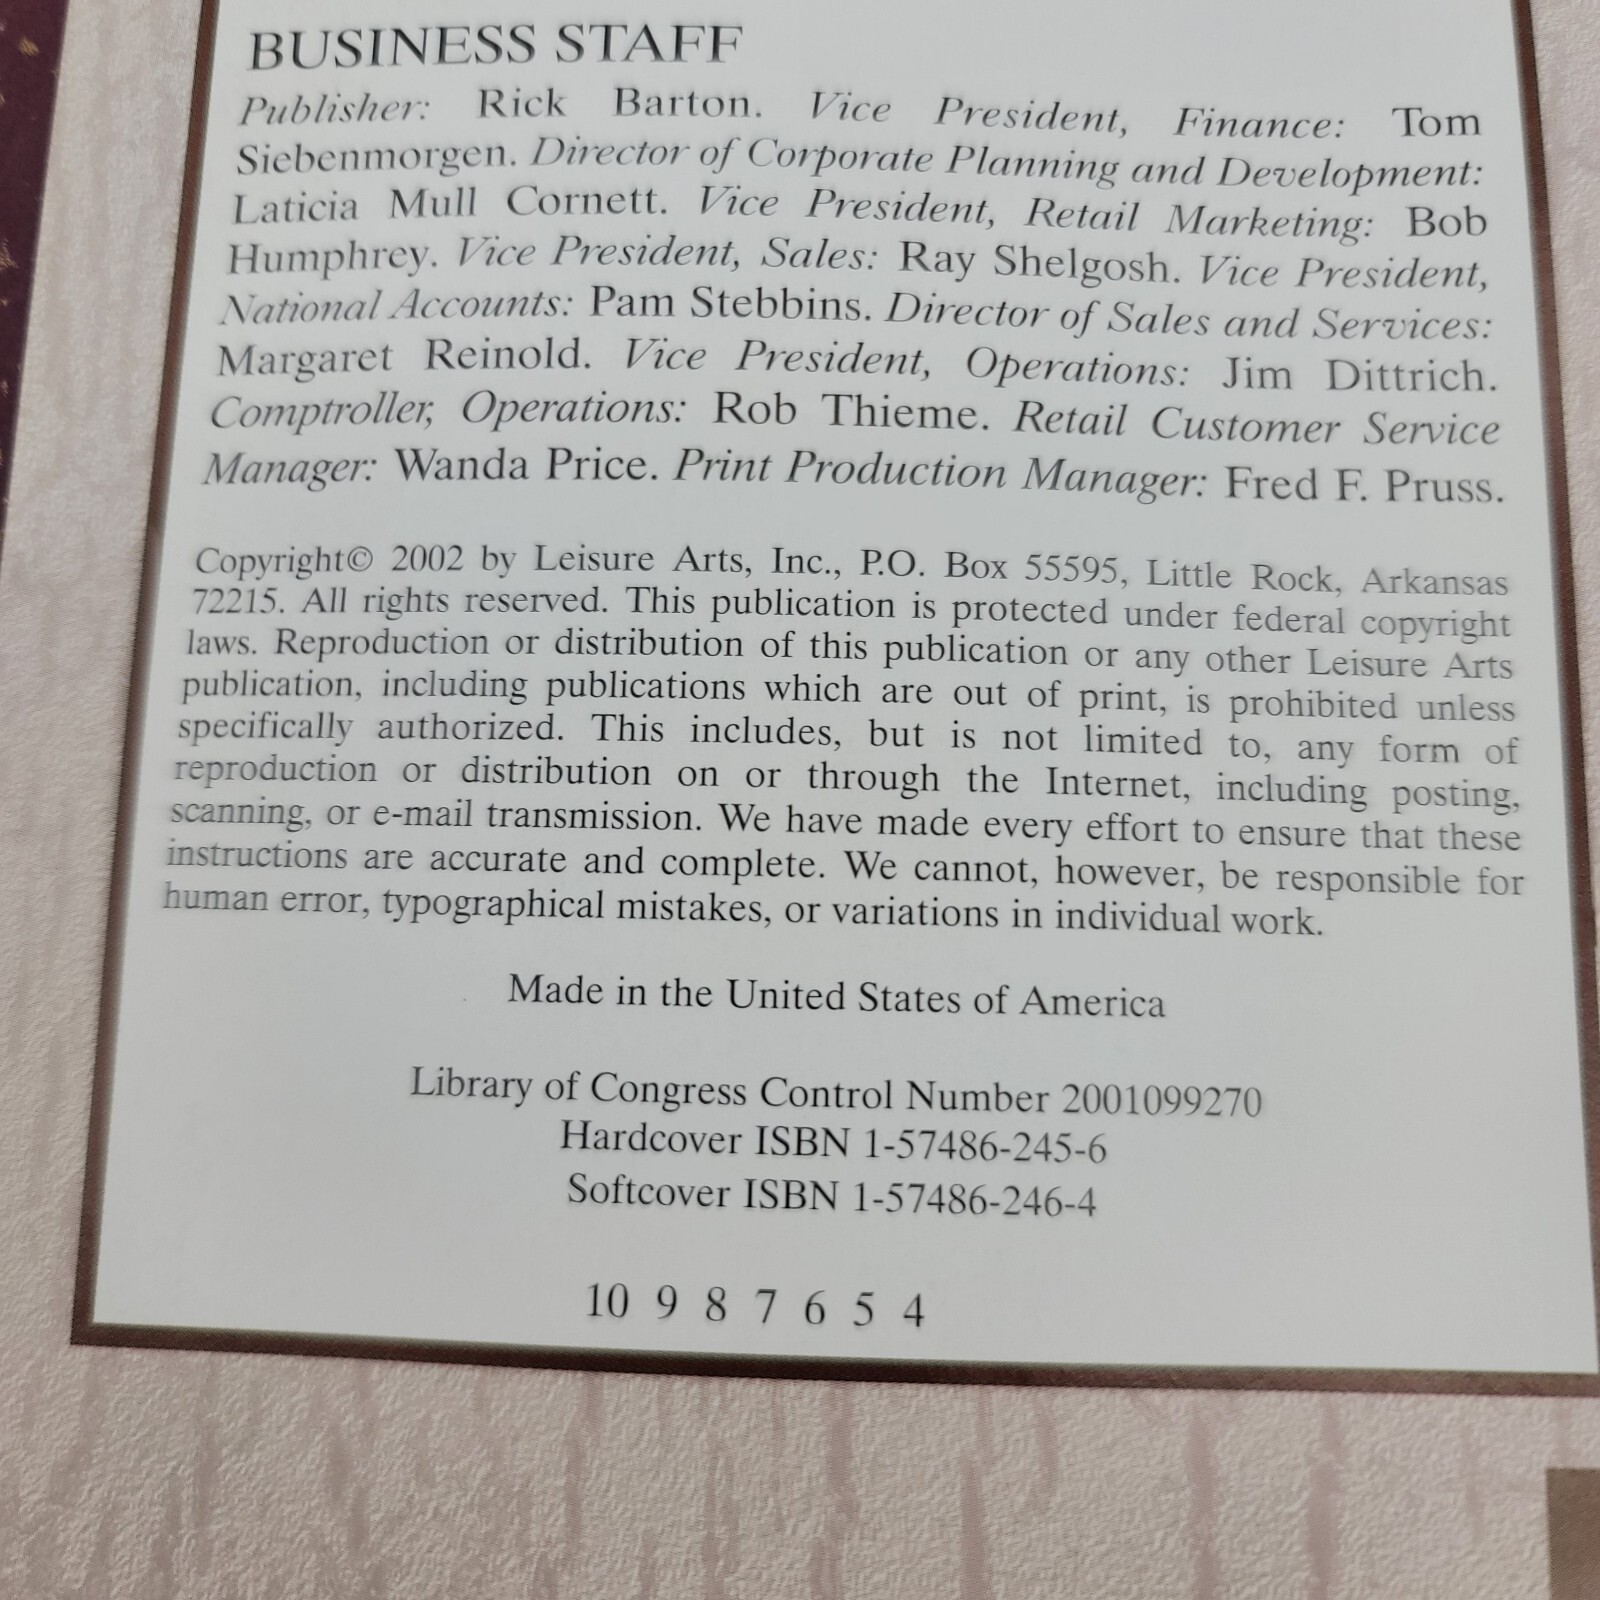 BUSINESS STAFF
Publisher: Rick Barton. Vice President, Finance: Tom
Siebenmorgen. Director of Corporate Planning and Development:
Laticia Mull Cornett. Vice President, Retail Marketing: Bob
Humphrey. Vice President, Sales: Ray Shelgosh. Vice President,
National Accounts: Pam Stebbins. Director of Sales and Services:
Margaret Reinold. Vice President, Operations: Jim Dittrich.
Comptroller, Operations: Rob Thieme. Retail Customer Service
Manager: Wanda Price. Print Production Manager: Fred F. Pruss.
Copyright© 2002 by Leisure Arts, Inc., P.O. Box 55595, Little Rock, Arkansas
72215. All rights reserved. This publication is protected under federal copyright
laws. Reproduction or distribution of this publication or any other Leisure Arts
publication, including publications which are out of print, is prohibited unless
specifically authorized. This includes, but is not limited to, any form of
reproduction or distribution on or through the Internet, including posting,
scanning, or e-mail transmission. We have made every effort to ensure that these
instructions are accurate and complete. We cannot, however, be responsible for
human error, typographical mistakes, or variations in individual work.
Made in the United States of America
Library of Congress Control Number 2001099270
Hardcover ISBN 1-57486-245-6
Softcover ISBN 1-57486-246-4
10 9 8 7 6 5 4